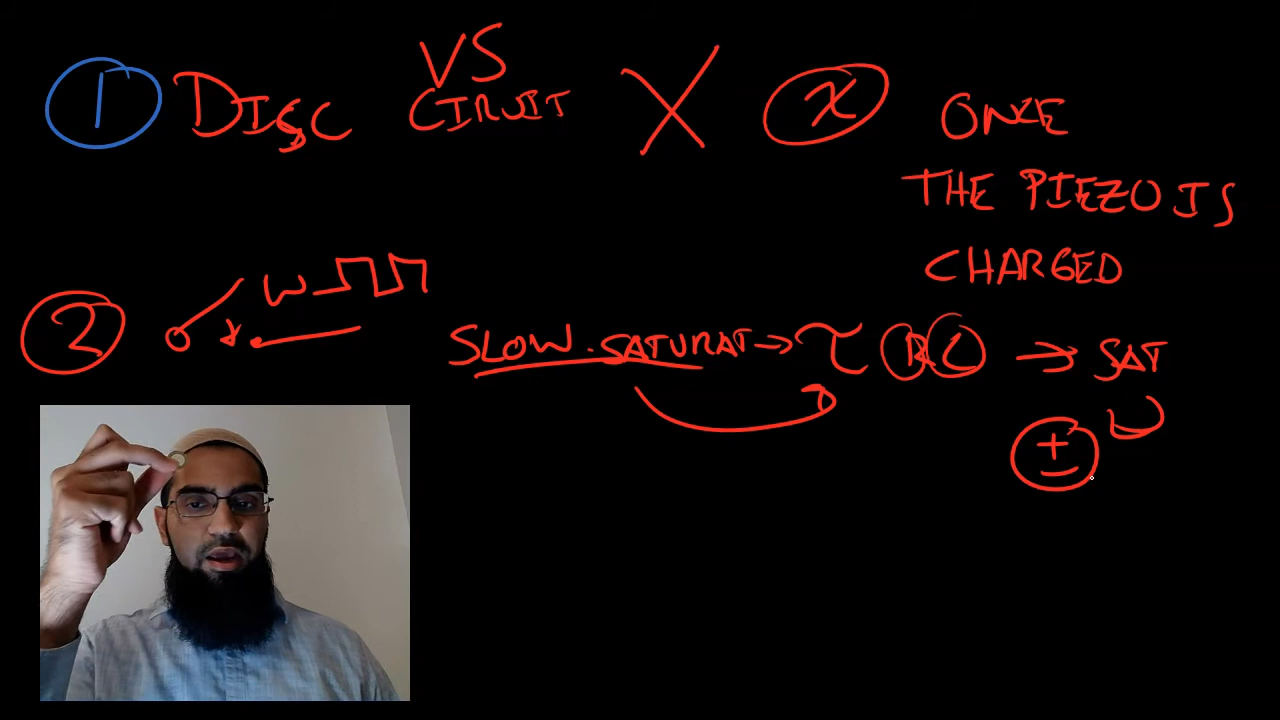 1 DISC VS CIRUIT X x ONCE
THE PIEZO IS
CHARGED
2 W
SLOW. SATURAT → τ RC → SAT
±